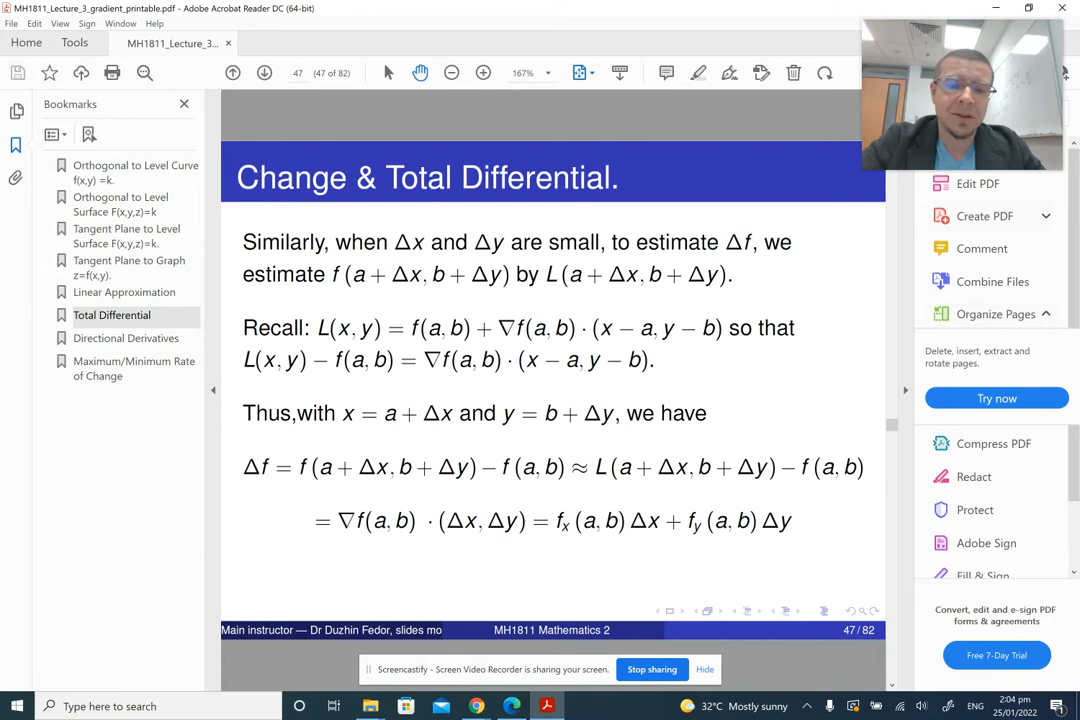 MH1811_Lecture_3_gradient_printable.pdf - Adobe Acrobat Reader DC (64-bit)
File Edit View Sign Window Help
Home Tools MH1811_Lecture_3... ×
47 (47 of 82) 167%
Bookmarks
Orthogonal to Level Curve
f(x,y) =k.
Orthogonal to Level
Surface F(x,y,z)=k
Tangent Plane to Level
Surface F(x,y,z)=k.
Tangent Plane to Graph
z=f(x,y).
Linear Approximation
Total Differential
Directional Derivatives
Maximum/Minimum Rate
of Change
Change & Total Differential.
Similarly, when Δx and Δy are small, to estimate Δf, we
estimate f (a + Δx, b + Δy) by L (a + Δx, b + Δy).
Recall: L(x, y) = f(a, b) + ∇f(a, b) · (x − a, y − b) so that
L(x, y) − f(a, b) = ∇f(a, b) · (x − a, y − b).
Thus,with x = a + Δx and y = b + Δy, we have
Δf = f (a + Δx, b + Δy) − f (a, b) ≈ L (a + Δx, b + Δy) − f (a, b)
= ∇f(a, b) · (Δx, Δy) = fx (a, b) Δx + fy (a, b) Δy
Main instructor — Dr Duzhin Fedor, slides mo MH1811 Mathematics 2 47 / 82
Edit PDF
Create PDF
Comment
Combine Files
Organize Pages
Delete, insert, extract and
rotate pages.
Try now
Compress PDF
Redact
Protect
Adobe Sign
Fill & Sign
Convert, edit and e-sign PDF
forms & agreements
Free 7-Day Trial
Screencastify - Screen Video Recorder is sharing your screen. Stop sharing Hide
Type here to search
32°C Mostly sunny
ENG
2:04 pm
25/01/2022
1